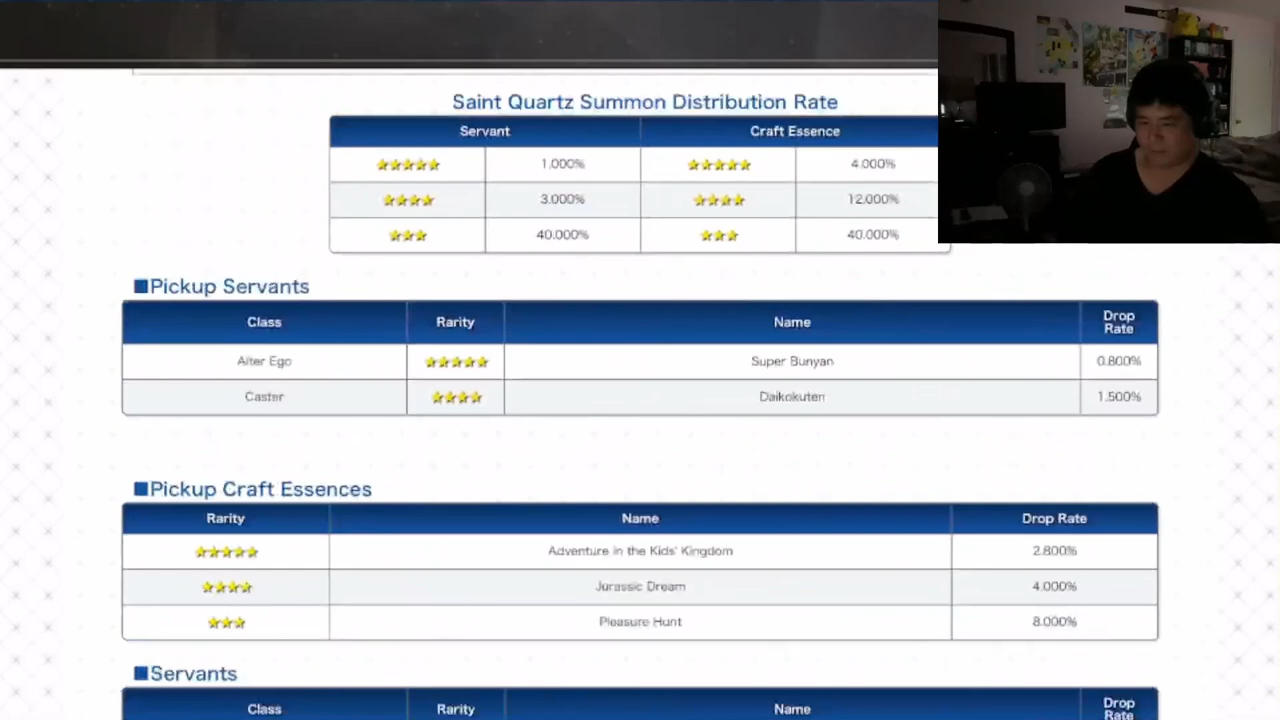 Saint Quartz Summon Distribution Rate
Servant Craft Essence
★★★★★ 1.000% ★★★★★ 4.000%
★★★★ 3.000% ★★★★ 12.000%
★★★ 40.000% ★★★ 40.000%
■Pickup Servants
Class Rarity Name Drop Rate
Alter Ego ★★★★★ Super Bunyan 0.800%
Caster ★★★★ Daikokuten 1.500%
■Pickup Craft Essences
Rarity Name Drop Rate
★★★★★ Adventure in the Kids' Kingdom 2.800%
★★★★ Jurassic Dream 4.000%
★★★ Pleasure Hunt 8.000%
■Servants
Class Rarity Name Drop Rate